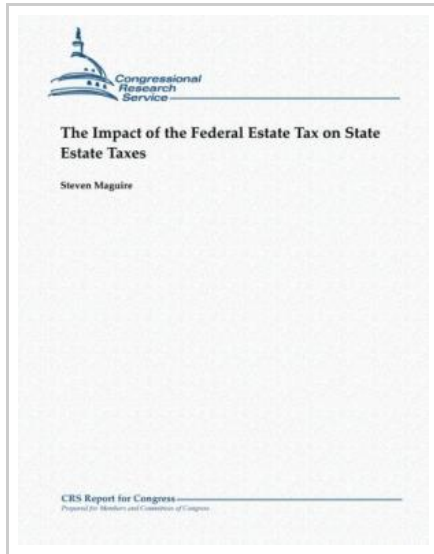 Congressional
Research
Service
The Impact of the Federal Estate Tax on State
Estate Taxes
Steven Maguire
CRS Report for Congress
Prepared for Members and Committees of Congress